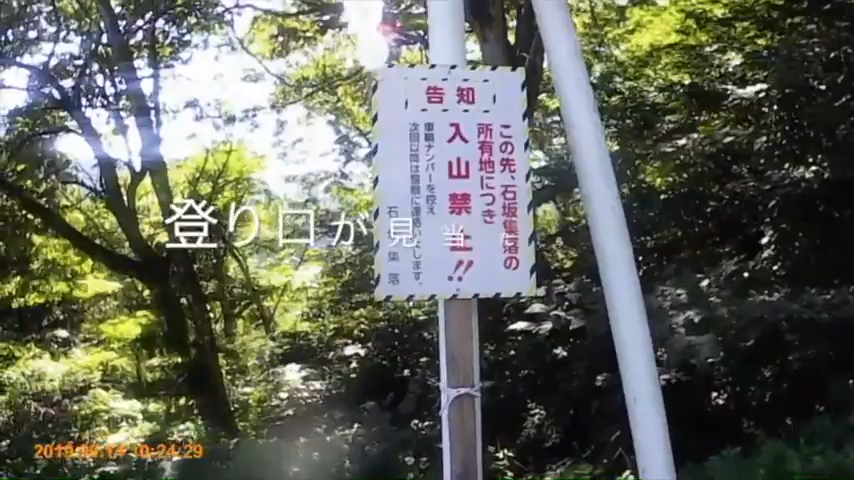 告知
この先、石坂集落の
所有地につき
入山禁止!!
車輌ナンバーを控え
次回以降は警察に連絡いたします。
石坂集落
登り口が見当